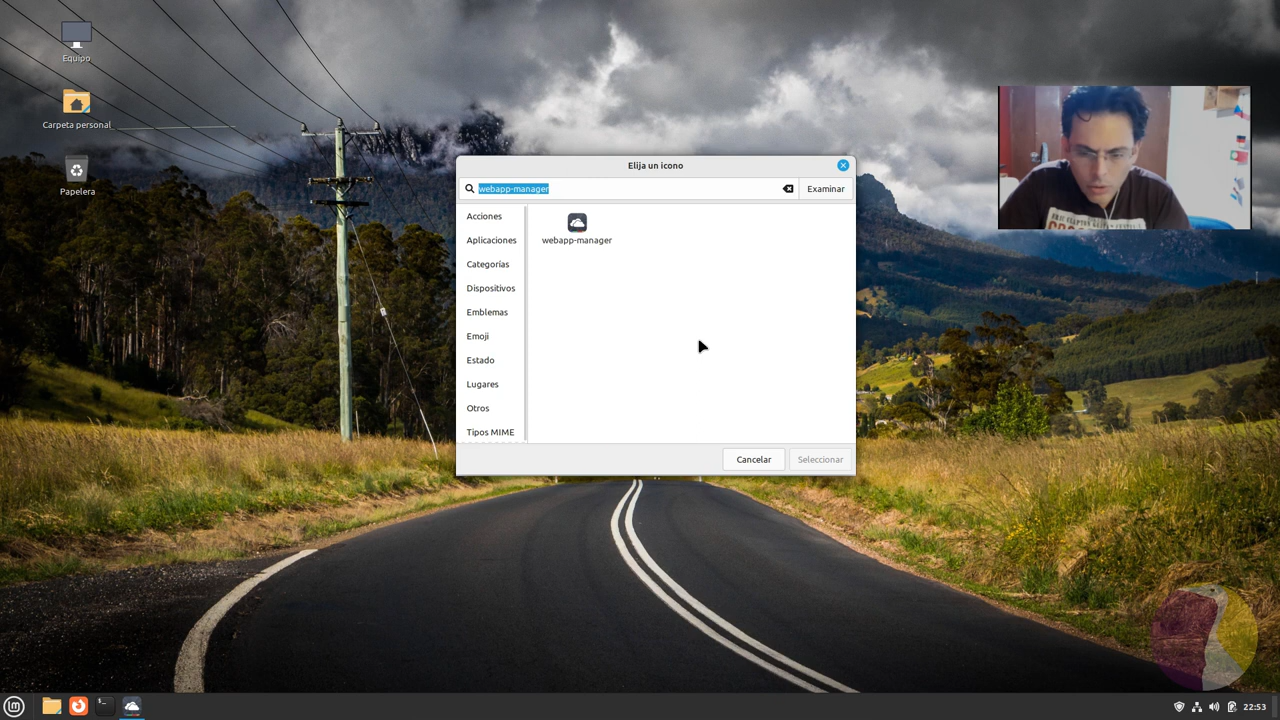 Equipo
Carpeta personal
Papelera
Elija un icono
webapp-manager
Examinar
Acciones
Aplicaciones
Categorías
Dispositivos
Emblemas
Emoji
Estado
Lugares
Otros
Tipos MIME
webapp-manager
Cancelar
Seleccionar
22:53